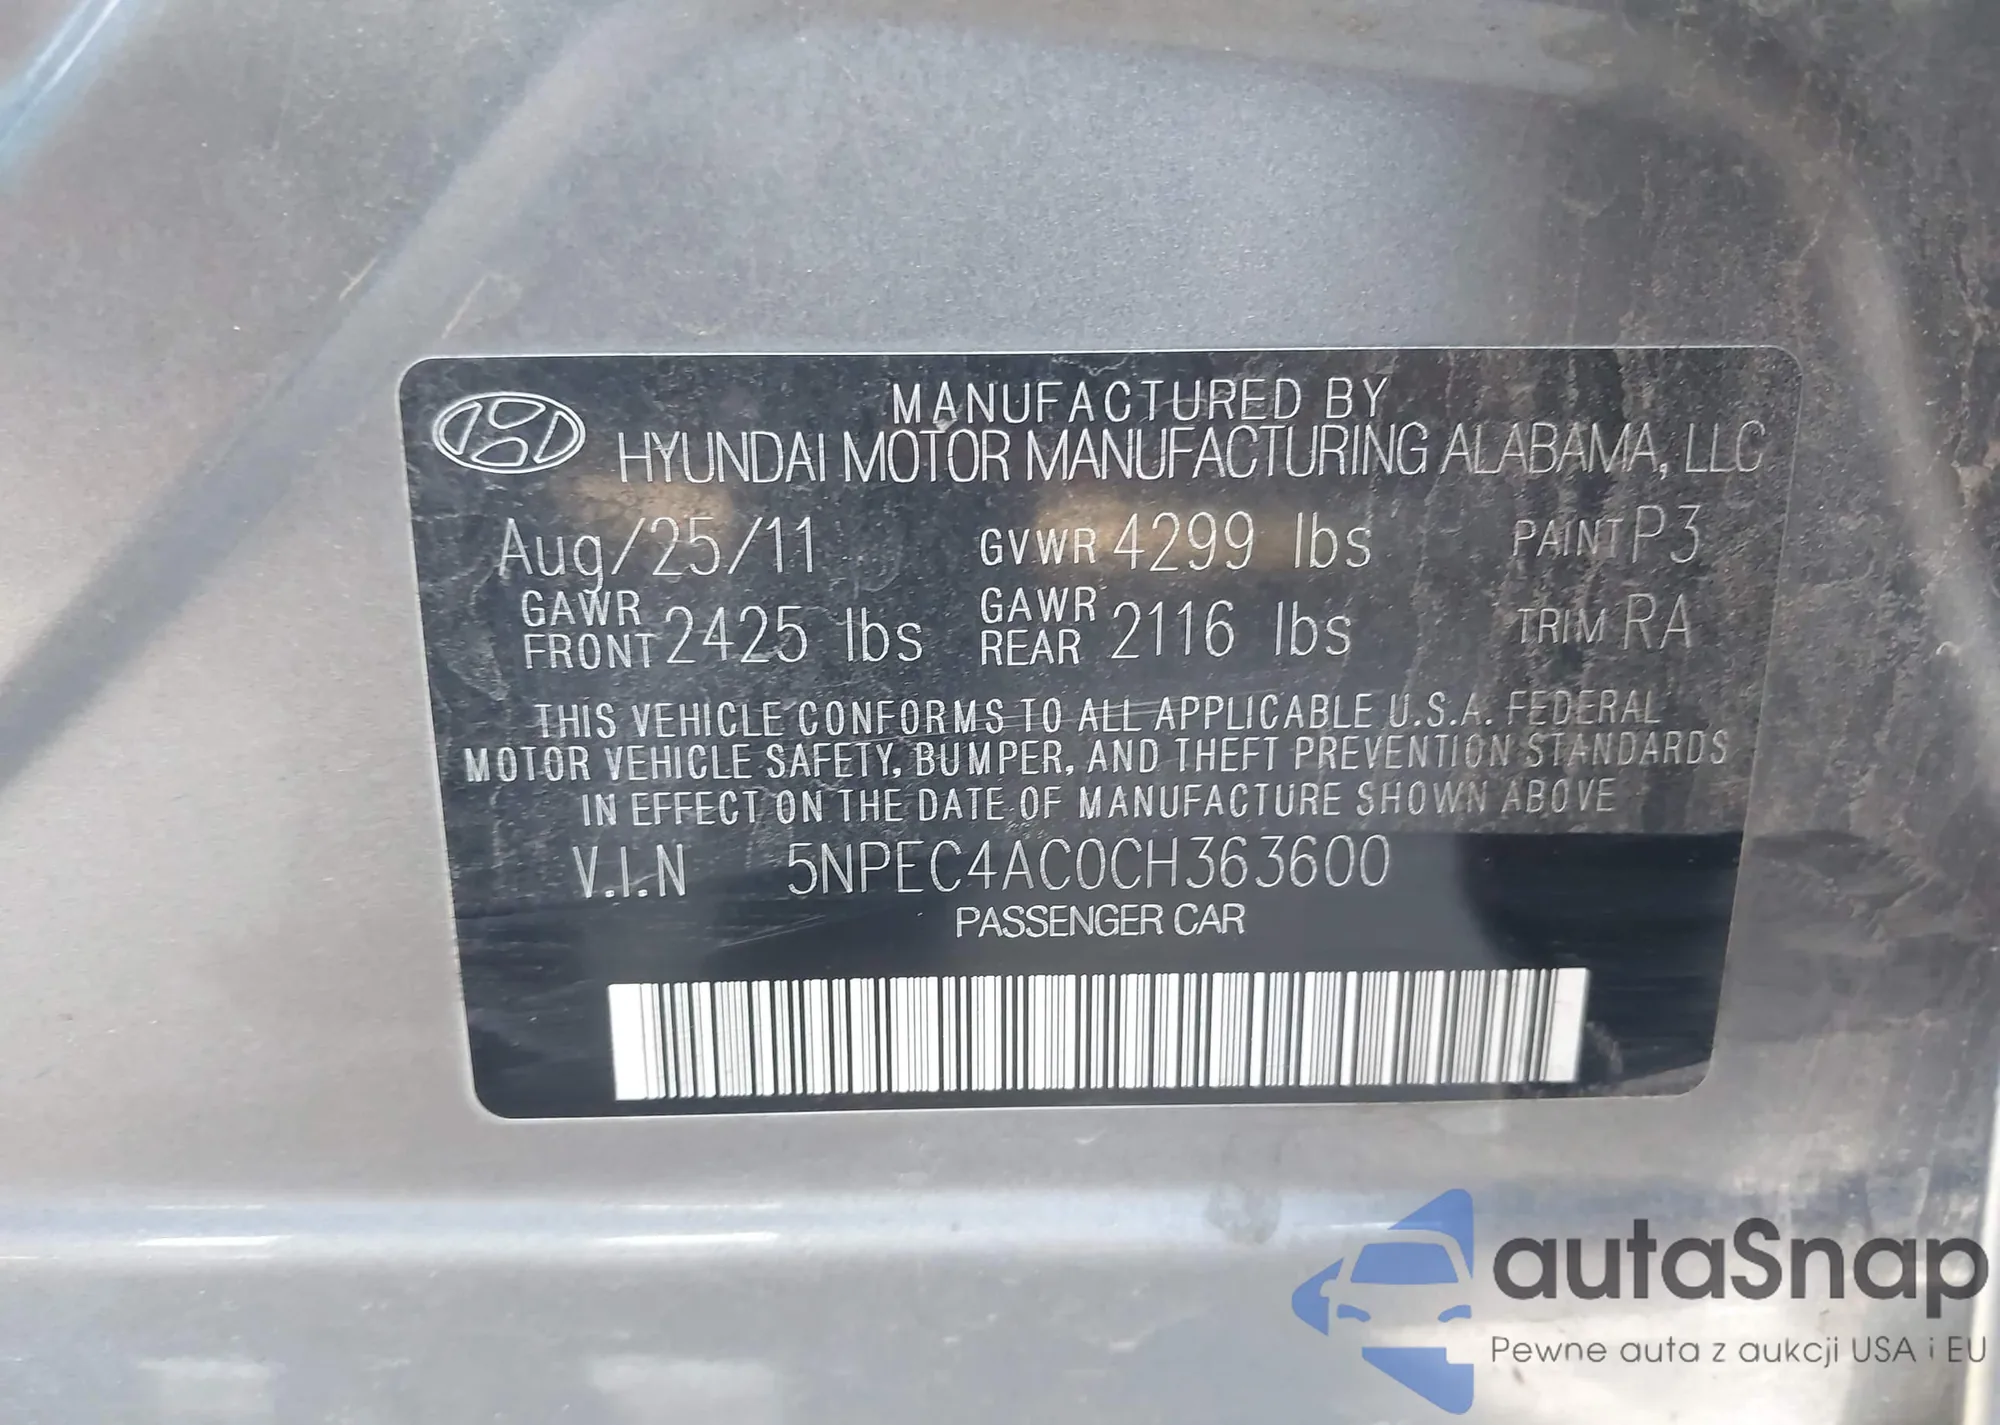 MANUFACTURED BY
HYUNDAI MOTOR MANUFACTURING ALABAMA, LLC
Aug/25/11 GVWR 4299 lbs PAINT P3
GAWR FRONT 2425 lbs GAWR REAR 2116 lbs TRIM RA
THIS VEHICLE CONFORMS TO ALL APPLICABLE U.S.A. FEDERAL
MOTOR VEHICLE SAFETY, BUMPER, AND THEFT PREVENTION STANDARDS
IN EFFECT ON THE DATE OF MANUFACTURE SHOWN ABOVE
V.I.N 5NPEC4AC0CH363600
PASSENGER CAR
autaSnap
Pewne auta z aukcji USA i EU